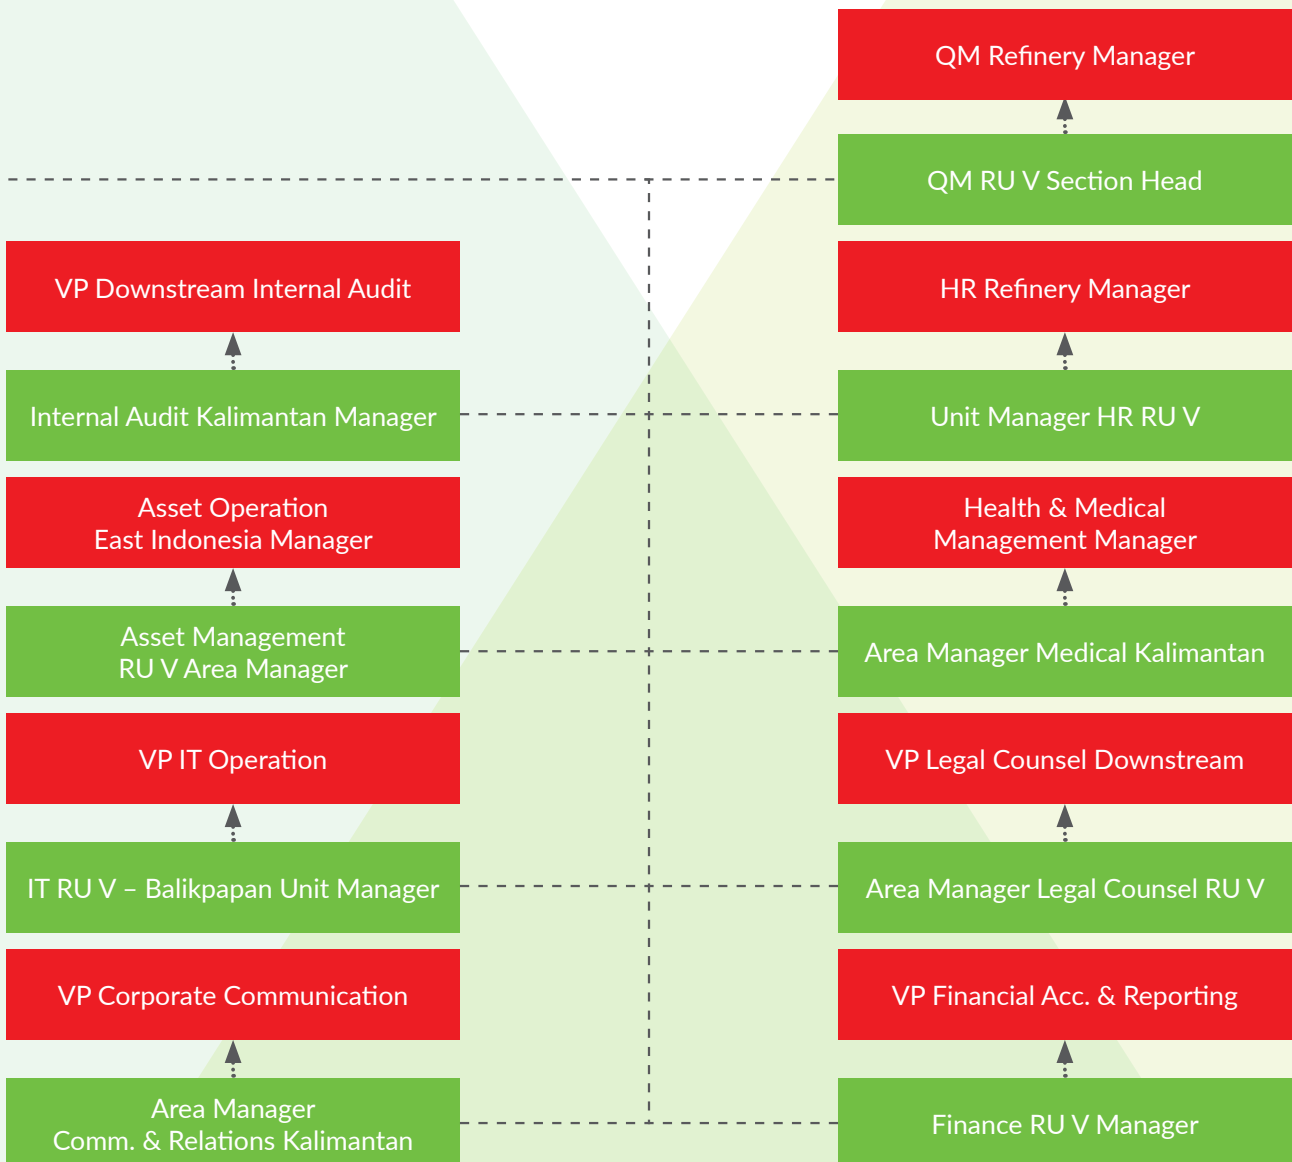 QM Refinery Manager
QM RU V Section Head
VP Downstream Internal Audit
HR Refinery Manager
Internal Audit Kalimantan Manager
Unit Manager HR RU V
Asset Operation
East Indonesia Manager
Health & Medical
Management Manager
Asset Management
RU V Area Manager
Area Manager Medical Kalimantan
VP IT Operation
VP Legal Counsel Downstream
IT RU V – Balikpapan Unit Manager
Area Manager Legal Counsel RU V
VP Corporate Communication
VP Financial Acc. & Reporting
Area Manager
Comm. & Relations Kalimantan
Finance RU V Manager